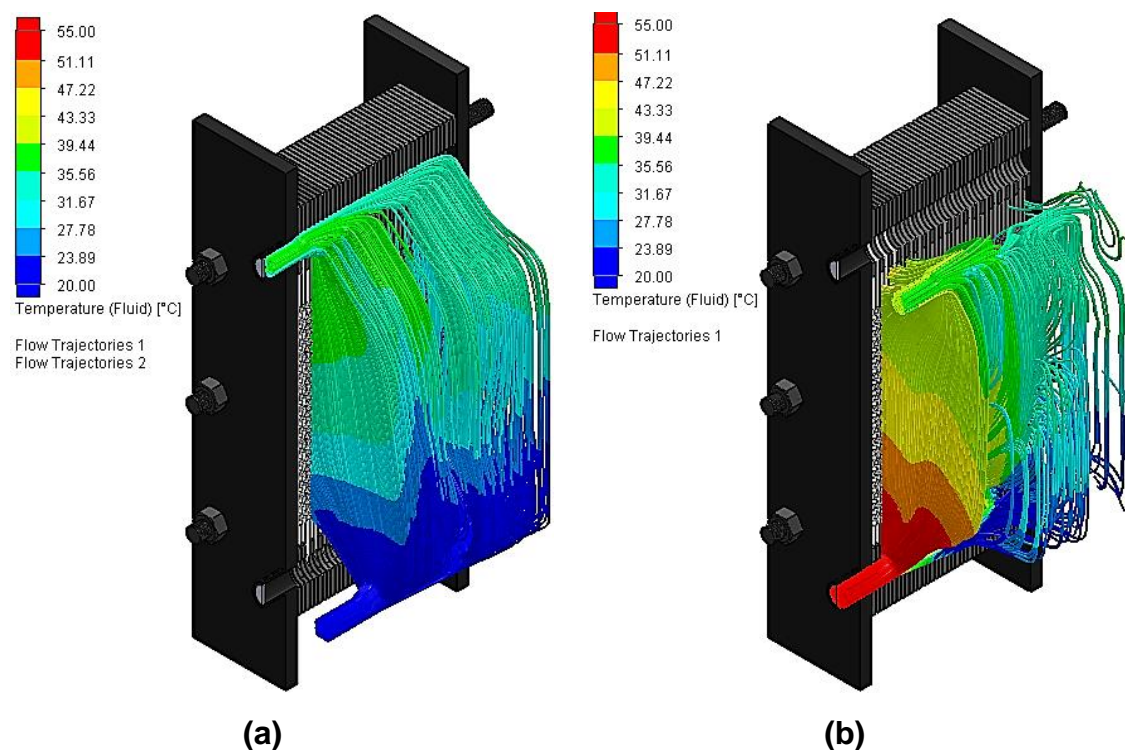 55.00
51.11
47.22
43.33
39.44
35.56
31.67
27.78
23.89
20.00
Temperature (Fluid) [°C]
Flow Trajectories 1
Flow Trajectories 2
(a)
55.00
51.11
47.22
43.33
39.44
35.56
31.67
27.78
23.89
20.00
Temperature (Fluid) [°C]
Flow Trajectories 1
(b)